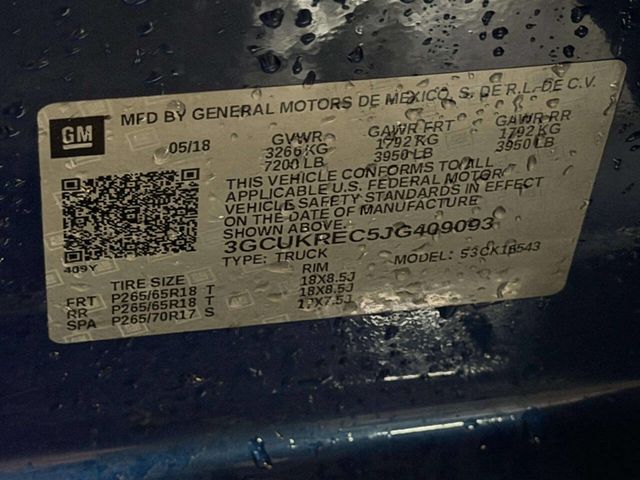 GM
MFD BY GENERAL MOTORS DE MEXICO, S. DE R.L. DE C.V.
05/18 GVWR GAWR FRT GAWR RR
3266 KG 1792 KG 1792 KG
7200 LB 3950 LB 3950 LB
THIS VEHICLE CONFORMS TO ALL
APPLICABLE U.S. FEDERAL MOTOR
VEHICLE SAFETY STANDARDS IN EFFECT
ON THE DATE OF MANUFACTURE
SHOWN ABOVE.
3GCUKREC5JG409093
TYPE: TRUCK MODEL: S3CK18543
409Y
TIRE SIZE RIM
FRT P265/65R18 T 18X8.5J
RR P265/65R18 T 18X8.5J
SPA P265/70R17 S 17X7.5J